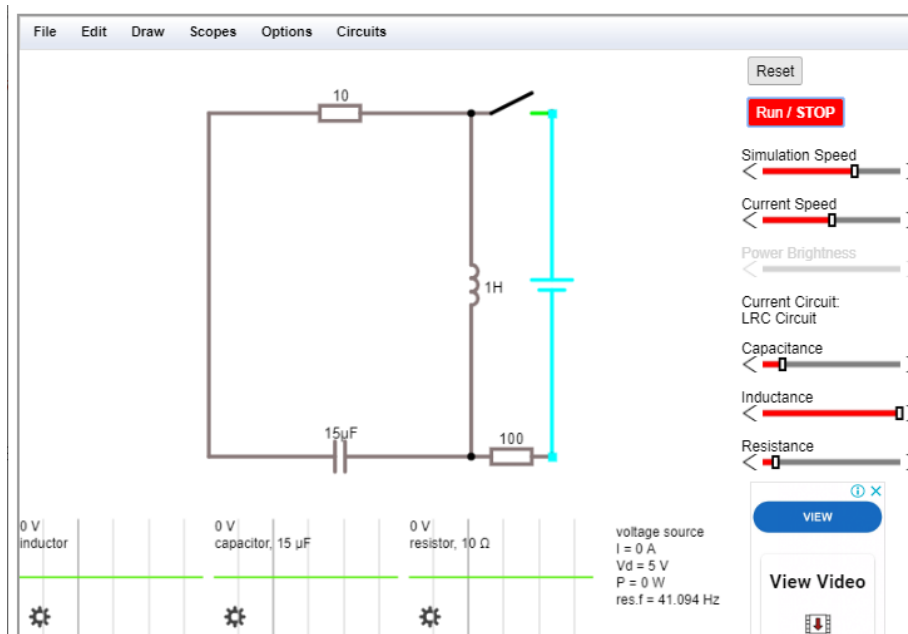 File Edit Draw Scopes Options Circuits
Reset
Run / STOP
Simulation Speed
Current Speed
Power Brightness
Current Circuit:
LRC Circuit
Capacitance
Inductance
Resistance
10
1H
15µF
100
0 V
inductor
0 V
capacitor, 15 µF
0 V
resistor, 10 Ω
voltage source
I = 0 A
Vd = 5 V
P = 0 W
res.f = 41.094 Hz
VIEW
View Video